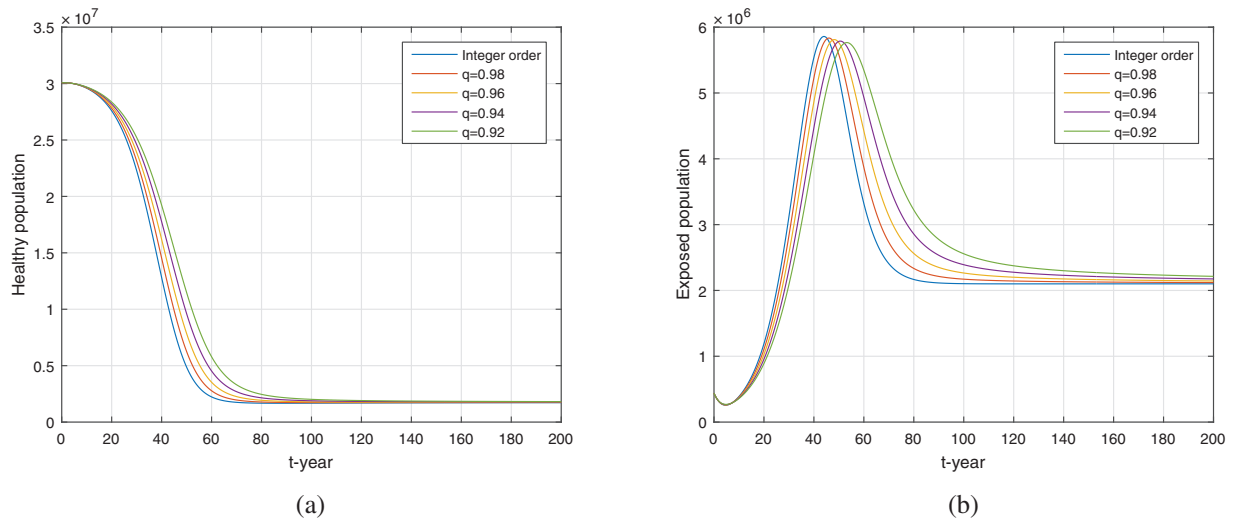 × 10^7
3.5
3
3.5
2
1.5
1
0.5
0
0 20 40 60 80 100 120 140 160 180 200
Healthy population
t-year
Integer order
q=0.98
q=0.96
q=0.94
q=0.92
(a)
× 10^6
6
5
4
3
2
1
0
0 20 40 60 80 100 120 140 160 180 200
Exposed population
t-year
Integer order
q=0.98
q=0.96
q=0.94
q=0.92
(b)